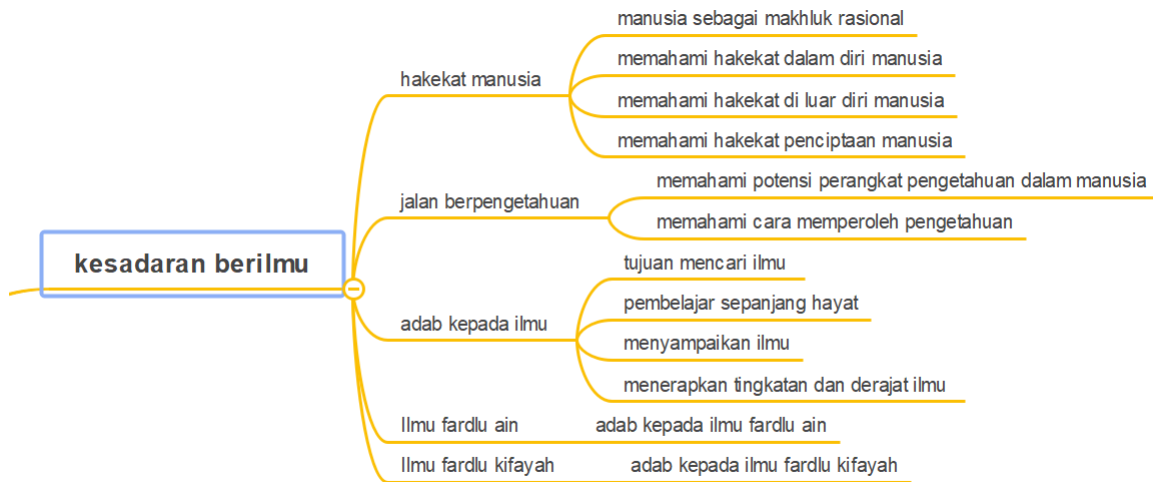 kesadaran berilmu
hakekat manusia
manusia sebagai makhluk rasional
memahami hakekat dalam diri manusia
memahami hakekat di luar diri manusia
memahami hakekat penciptaan manusia
jalan berpengetahuan
memahami potensi perangkat pengetahuan dalam manusia
memahami cara memperoleh pengetahuan
adab kepada ilmu
tujuan mencari ilmu
pembelajar sepanjang hayat
menyampaikan ilmu
menerapkan tingkatan dan derajat ilmu
Ilmu fardlu ain
adab kepada ilmu fardlu ain
Ilmu fardlu kifayah
adab kepada ilmu fardlu kifayah